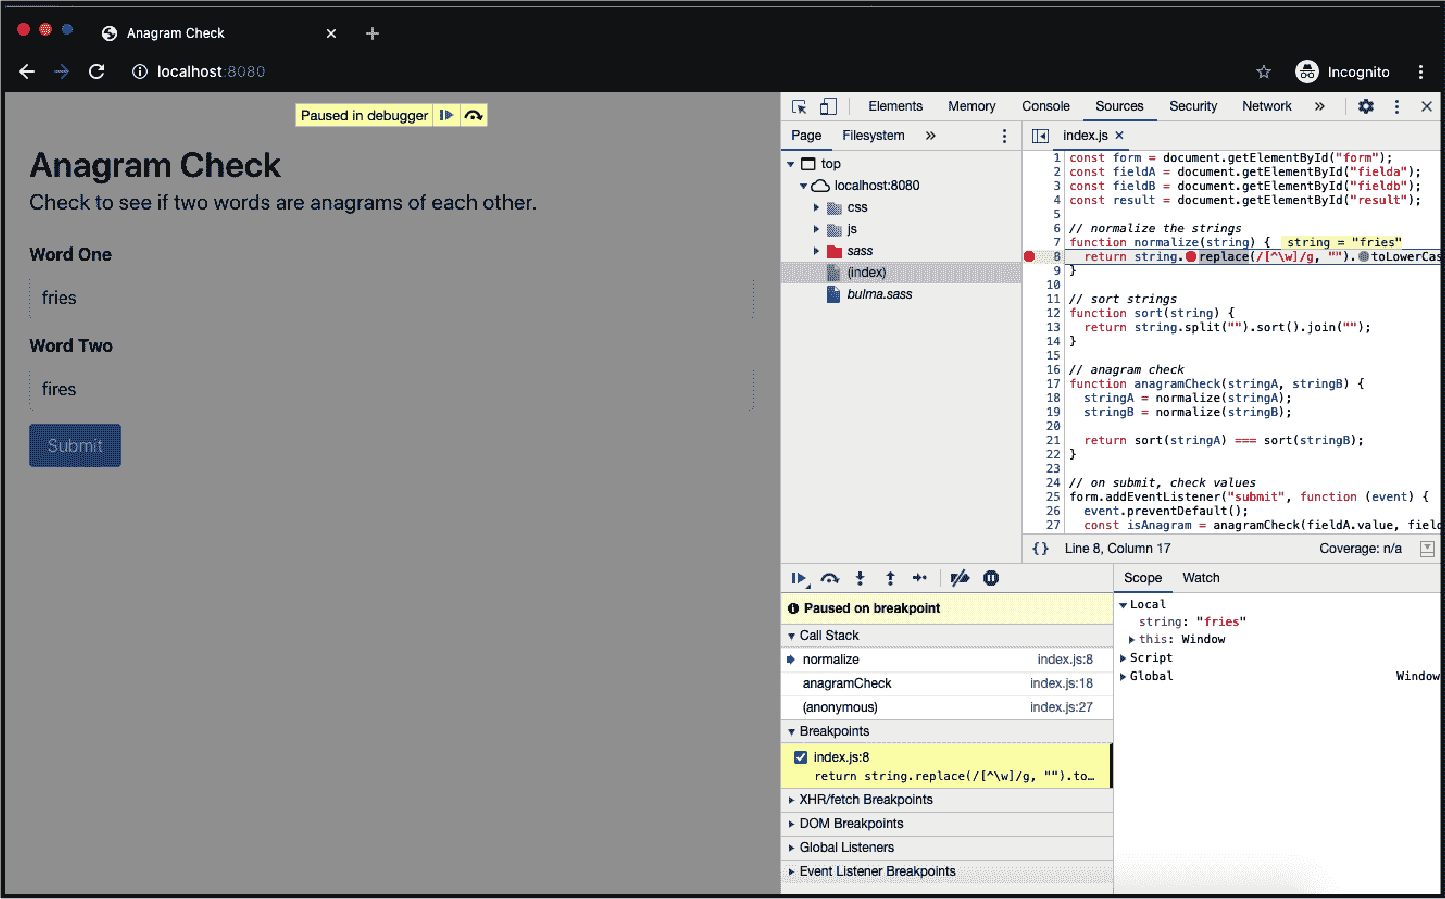 Anagram Check
localhost:8080
Incognito
Paused in debugger
Anagram Check
Check to see if two words are anagrams of each other.
Word One
fries
Word Two
fires
Submit
Elements Memory Console Sources Security Network »
Page Filesystem »
top
localhost:8080
css
js
sass
(index)
bulma.sass
index.js
1 const form = document.getElementById("form");
2 const fieldA = document.getElementById("fielda");
3 const fieldB = document.getElementById("fieldb");
4 const result = document.getElementById("result");
5
6 // normalize the strings
7 function normalize(string) { string = "fries"
8 return string.replace(/[^\w]/g, "").toLowerCas
9 }
10
11 // sort strings
12 function sort(string) {
13 return string.split("").sort().join("");
14 }
15
16 // anagram check
17 function anagramCheck(stringA, stringB) {
18 stringA = normalize(stringA);
19 stringB = normalize(stringB);
20
21 return sort(stringA) === sort(stringB);
22 }
23
24 // on submit, check values
25 form.addEventListener("submit", function (event) {
26 event.preventDefault();
27 const isAnagram = anagramCheck(fieldA.value, field
{} Line 8, Column 17 Coverage: n/a
Paused on breakpoint
Call Stack
normalize index.js:8
anagramCheck index.js:18
(anonymous) index.js:27
Breakpoints
index.js:8
return string.replace(/[^\w]/g, "").to…
XHR/fetch Breakpoints
DOM Breakpoints
Global Listeners
Event Listener Breakpoints
Scope Watch
Local
string: "fries"
this: Window
Script
Global Window